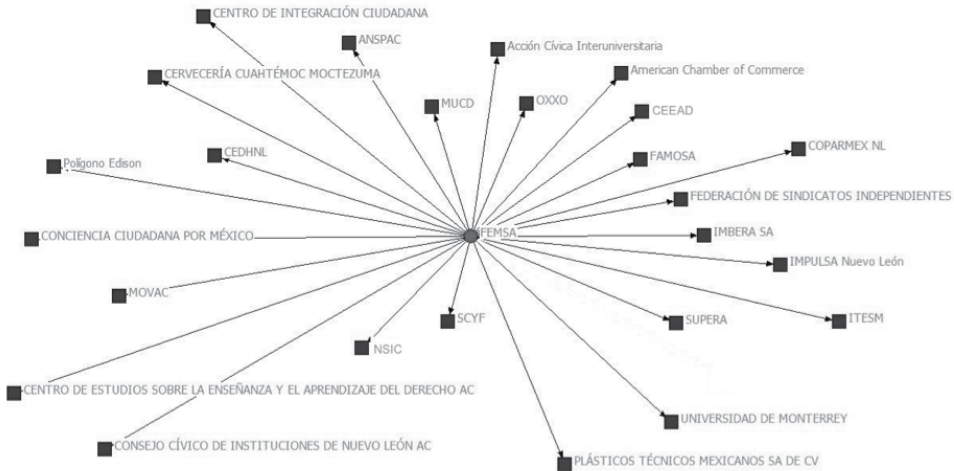 CENTRO DE INTEGRACIÓN CIUDADANA
ANSPAC
Acción Cívica Interuniversitaria
American Chamber of Commerce
CERVECERÍA CUAHTÉMOC MOCTEZUMA
MUCD
OXXO
CEEAD
COPARMEX NL
CEDHNL
FAMOSA
Polígono Edison
FEDERACIÓN DE SINDICATOS INDEPENDIENTES
FEMSA
IMBERA SA
CONCIENCIA CIUDADANA POR MÉXICO
IMPULSA Nuevo León
MOVAC
SCYF
SUPERA
ITESM
NSIC
CENTRO DE ESTUDIOS SOBRE LA ENSEÑANZA Y EL APRENDIZAJE DEL DERECHO AC
UNIVERSIDAD DE MONTERREY
CONSEJO CÍVICO DE INSTITUCIONES DE NUEVO LEÓN AC
PLÁSTICOS TÉCNICOS MEXICANOS SA DE CV